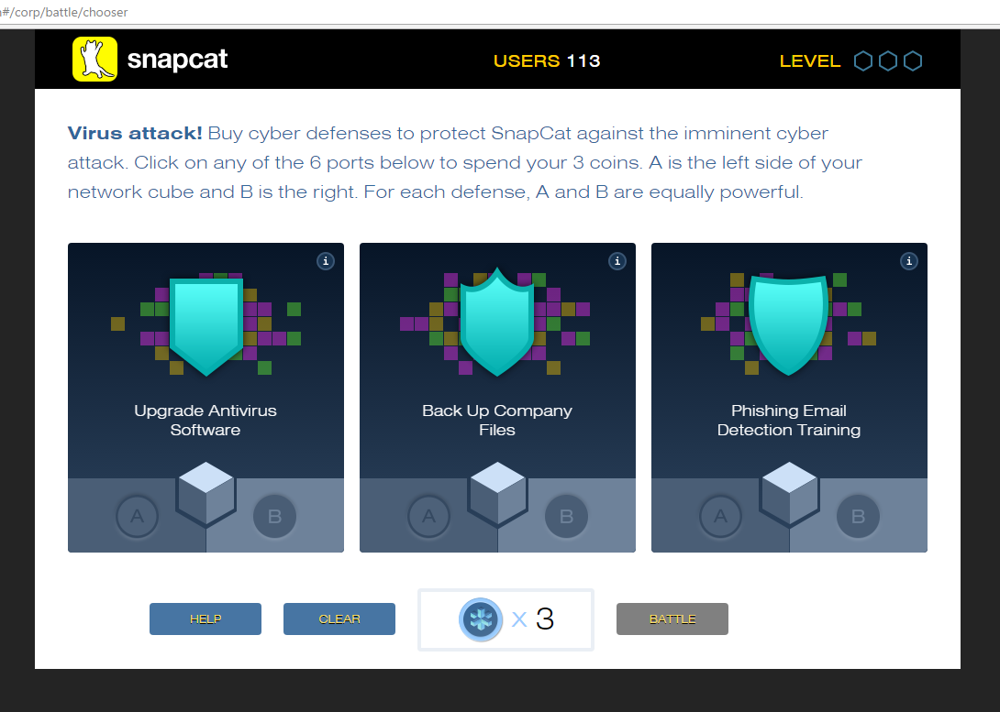 #/corp/battle/chooser
snapcat
USERS 113
LEVEL
Virus attack! Buy cyber defenses to protect SnapCat against the imminent cyber
attack. Click on any of the 6 ports below to spend your 3 coins. A is the left side of your
network cube and B is the right. For each defense, A and B are equally powerful.
i
i
i
Upgrade Antivirus
Software
Back Up Company
Files
Phishing Email
Detection Training
A B
A B
A B
HELP
CLEAR
X 3
BATTLE